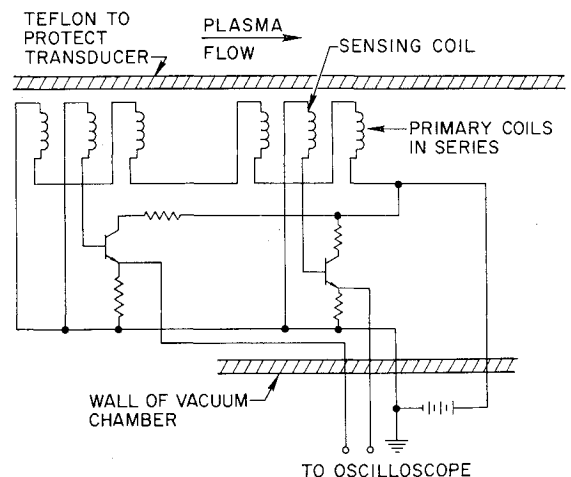 TEFLON TO
PROTECT
TRANSDUCER
PLASMA
FLOW
SENSING COIL
PRIMARY COILS
IN SERIES
WALL OF VACUUM
CHAMBER
TO OSCILLOSCOPE